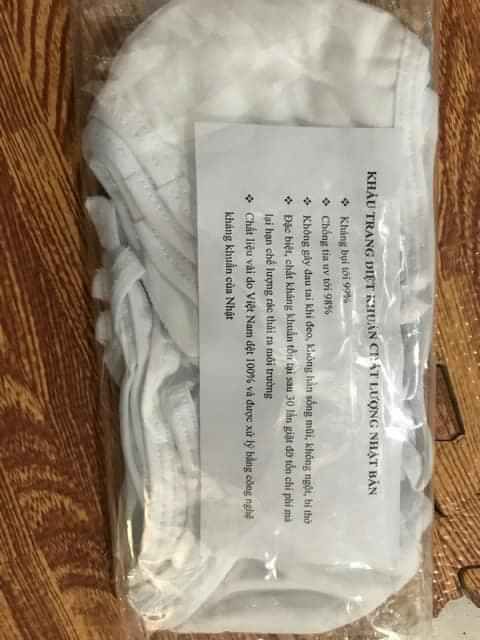 KHẨU TRANG DIỆT KHUẨN CHẤT LƯỢNG NHẬT BẢN
❖ Kháng bụi tới 99%
❖ Chống tia uv tới 98%
❖ Không gây đau tai khi đeo, không hằn sống mũi, không ngột, bí thở
❖ Đặc biệt, chất kháng khuẩn tồn tại sau 30 lần giặt đỡ tốn chi phí mà
lại hạn chế lượng rác thải ra môi trường
❖ Chất liệu vải do Việt Nam dệt 100% và được xử lý bằng công nghệ
kháng khuẩn của Nhật